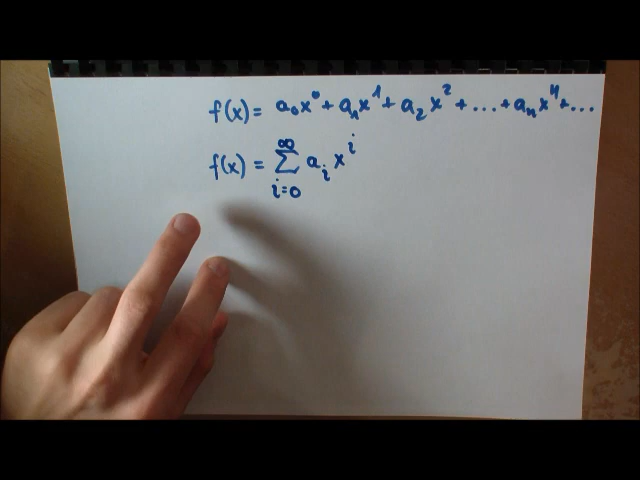 f(x) = a₀x⁰ + a₁x¹ + a₂x² + ... + aₙxⁿ + ...
f(x) = ∑_{i=0}^{∞} aᵢxⁱ